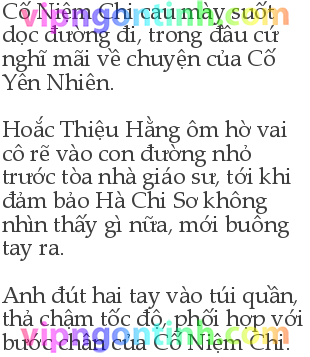 Cố Niệm Chi cau mày suốt
dọc đường đi, trong đầu cứ
nghĩ mãi về chuyện của Cố
Yên Nhiên.
Hoắc Thiệu Hằng ôm hờ vai
cô rẽ vào con đường nhỏ
trước tòa nhà giáo sư, tới khi
đảm bảo Hà Chi Sơ không
nhìn thấy gì nữa, mới buông
tay ra.
Anh đút hai tay vào túi quần,
thả chậm tốc độ, phối hợp với
bước chân của Cố Niệm Chi.
vipngontinh.com
vipngontinh.com